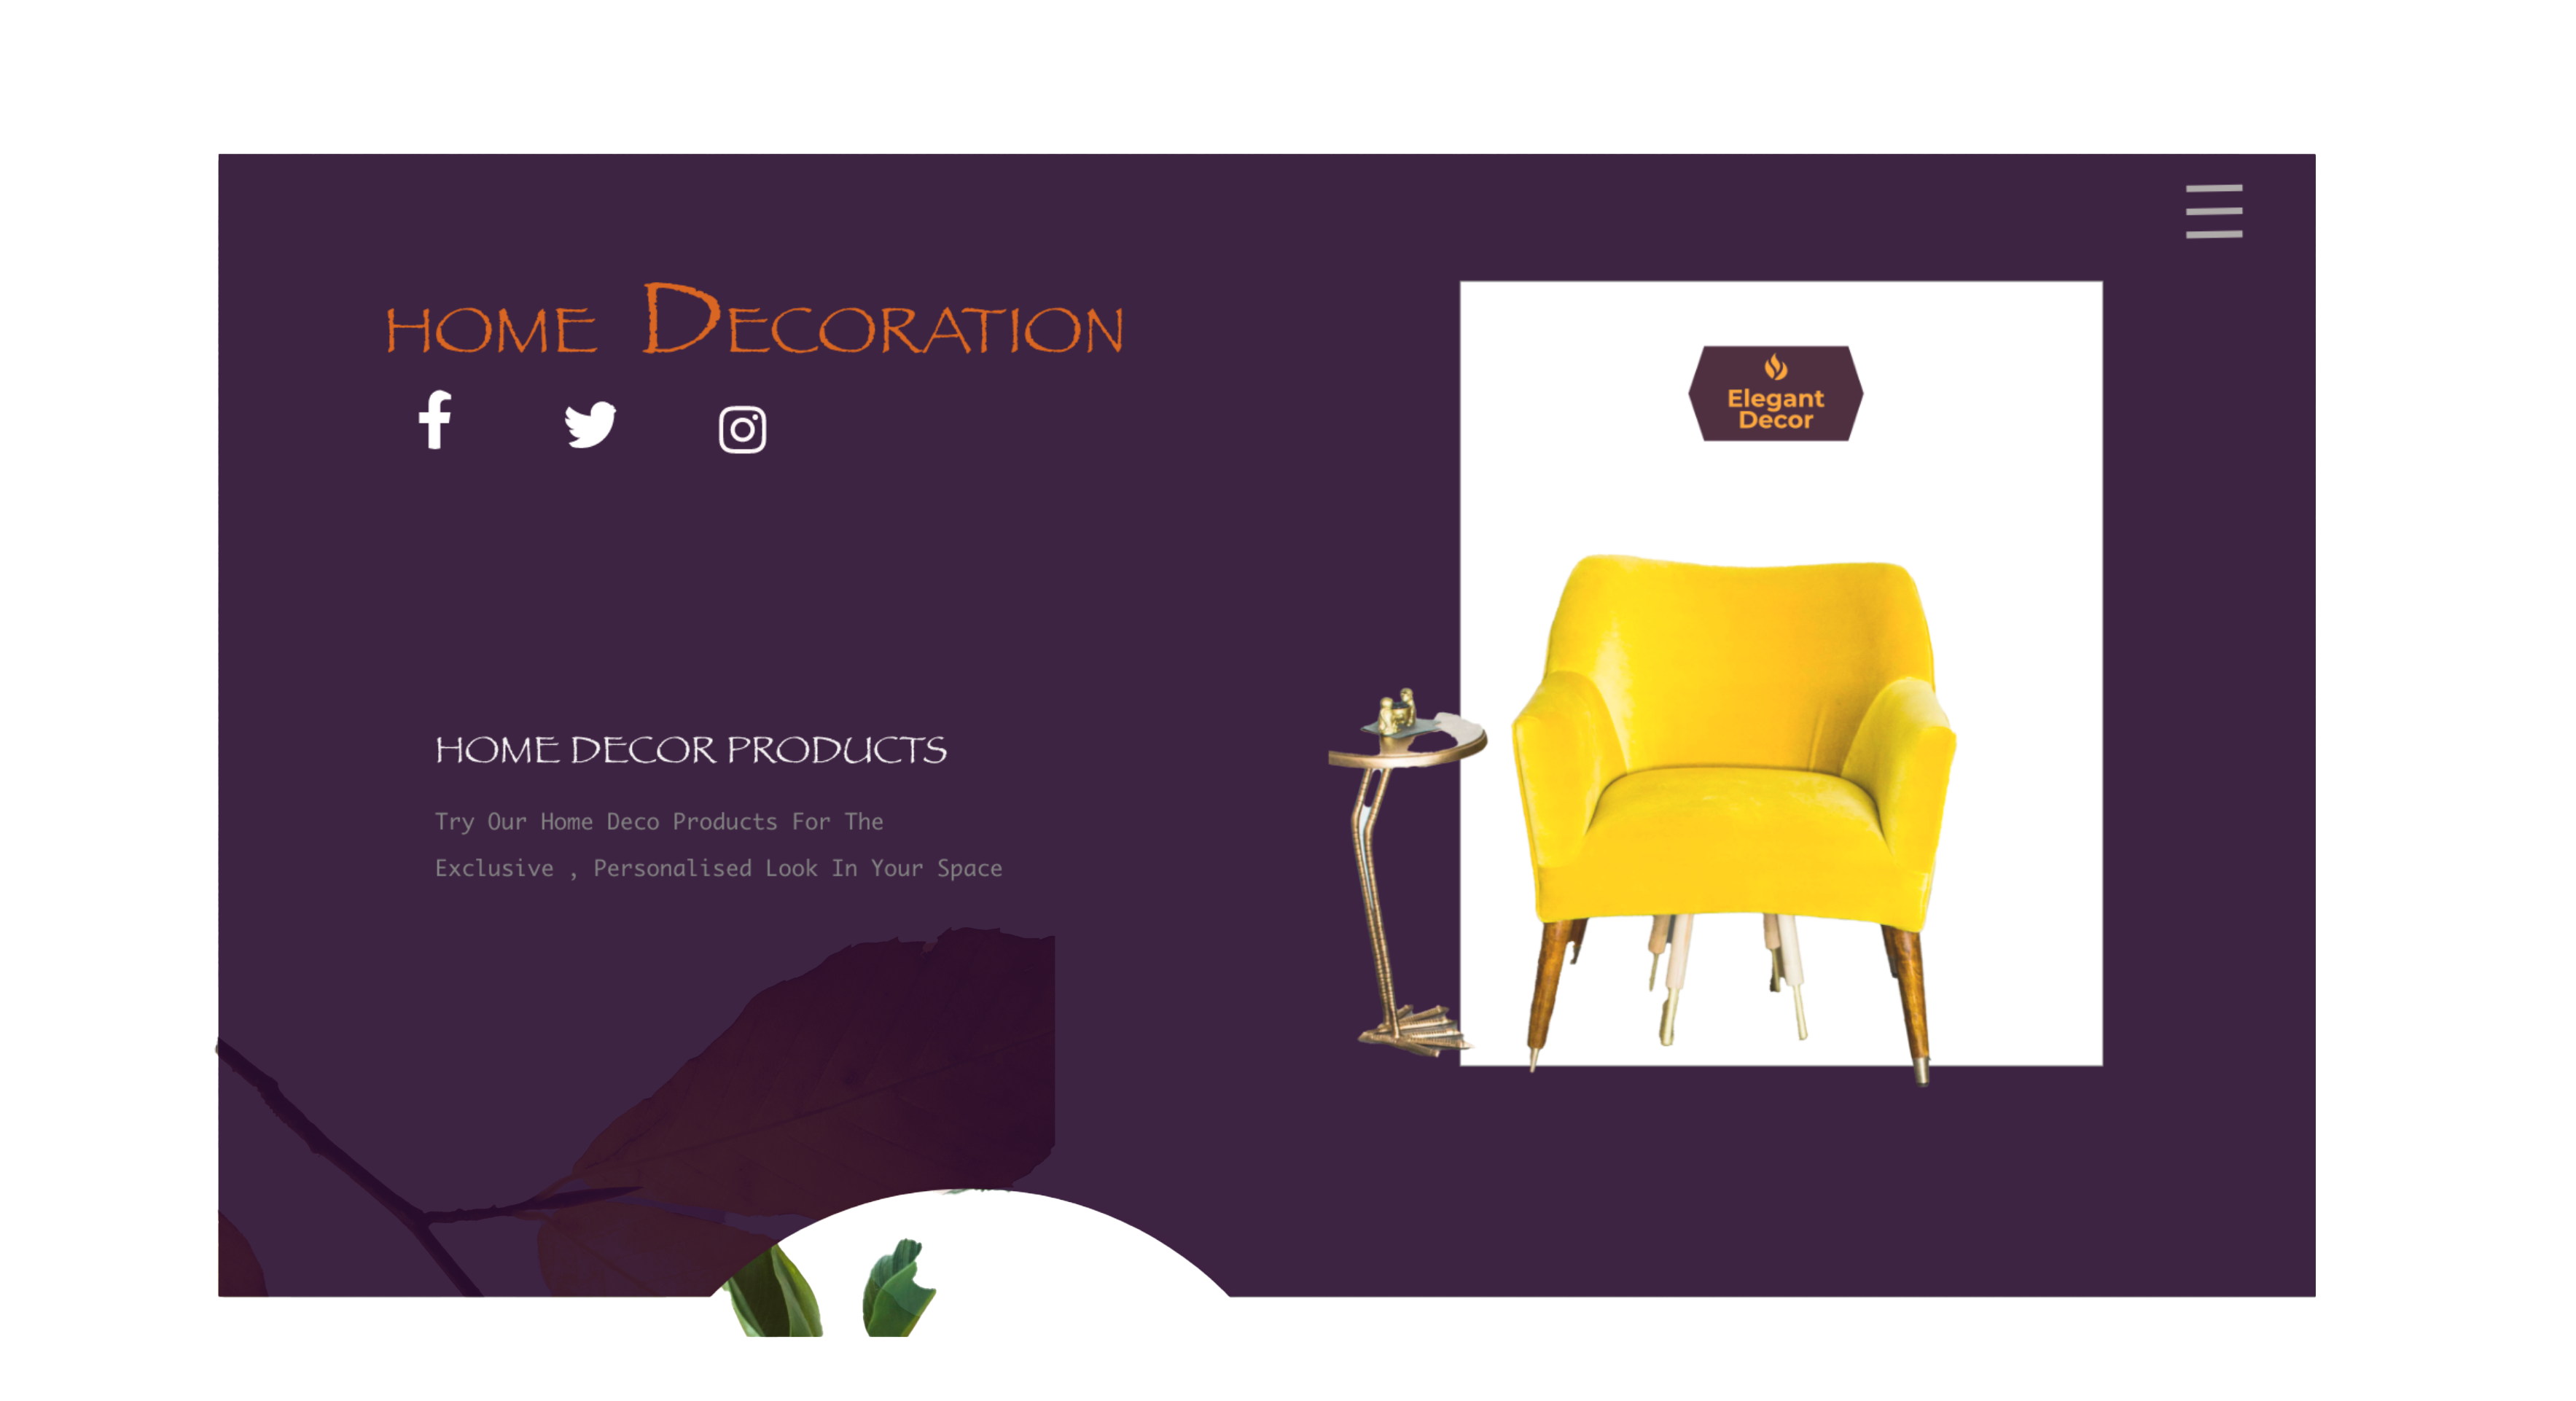 HOME DECORATION
Elegant
Decor
HOME DECOR PRODUCTS
Try Our Home Deco Products For The
Exclusive , Personalised Look In Your Space